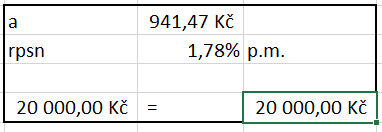 a 941,47 Kč
rpsn 1,78% p.m.
20 000,00 Kč = 20 000,00 Kč